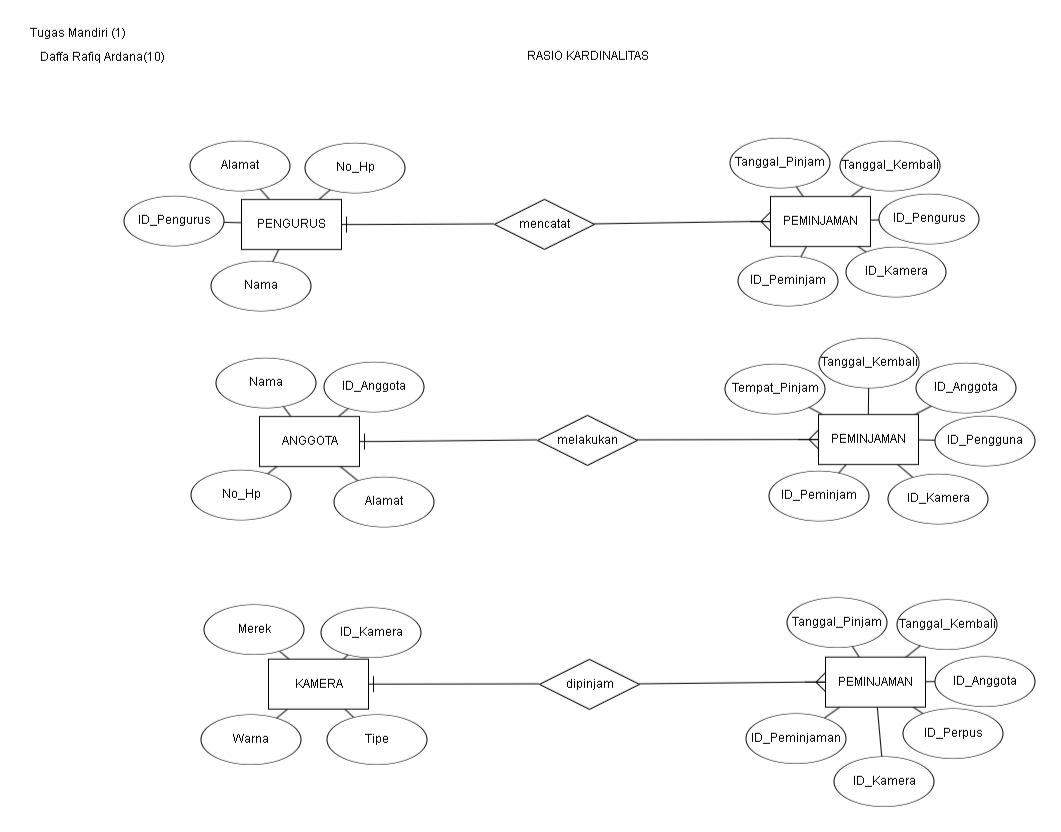 Tugas Mandiri (1)
Daffa Rafiq Ardana(10)
RASIO KARDINALITAS
Alamat
No_Hp
ID_Pengurus
PENGURUS
Nama
mencatat
Tanggal_Pinjam
Tanggal_Kembali
PEMINJAMAN
ID_Pengurus
ID_Peminjam
ID_Kamera
Nama
ID_Anggota
ANGGOTA
No_Hp
Alamat
melakukan
Tanggal_Kembali
Tempat_Pinjam
ID_Anggota
PEMINJAMAN
ID_Pengguna
ID_Peminjam
ID_Kamera
Merek
ID_Kamera
KAMERA
Warna
Tipe
dipinjam
Tanggal_Pinjam
Tanggal_Kembali
PEMINJAMAN
ID_Anggota
ID_Peminjaman
ID_Perpus
ID_Kamera